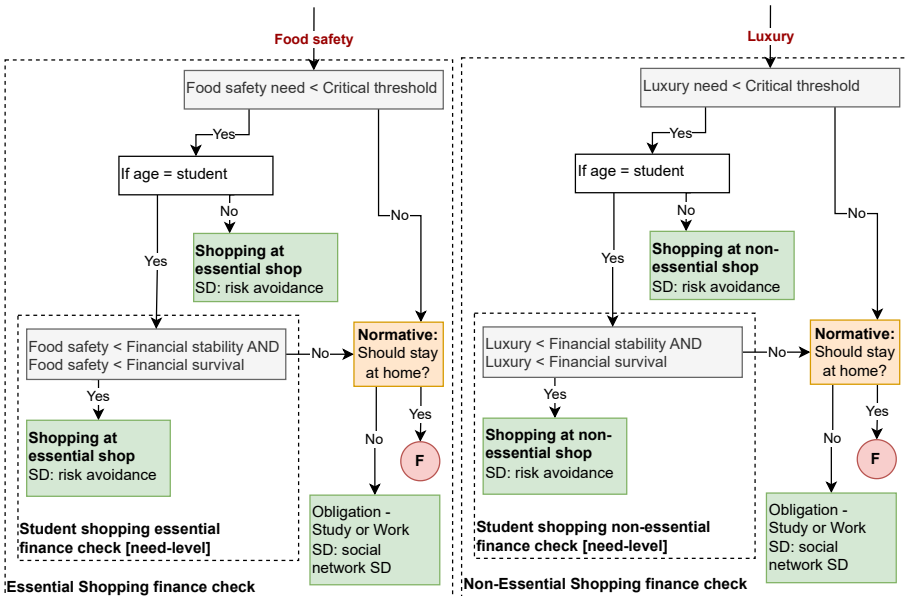 Food safety
Food safety need < Critical threshold
Yes
If age = student
No
No
Shopping at
essential shop
SD: risk avoidance
Yes
Food safety < Financial stability AND
Food safety < Financial survival
No
Normative:
Should stay
at home?
Yes
Yes
No
Shopping at
essential shop
SD: risk avoidance
F
Obligation -
Study or Work
SD: social
network SD
Student shopping essential
finance check [need-level]
Essential Shopping finance check
Luxury
Luxury need < Critical threshold
Yes
If age = student
No
No
Shopping at non-
essential shop
SD: risk avoidance
Yes
Luxury < Financial stability AND
Luxury < Financial survival
No
Normative:
Should stay
at home?
Yes
Yes
No
Shopping at non-
essential shop
SD: risk avoidance
F
Obligation -
Study or Work
SD: social
network SD
Student shopping non-essential
finance check [need-level]
Non-Essential Shopping finance check